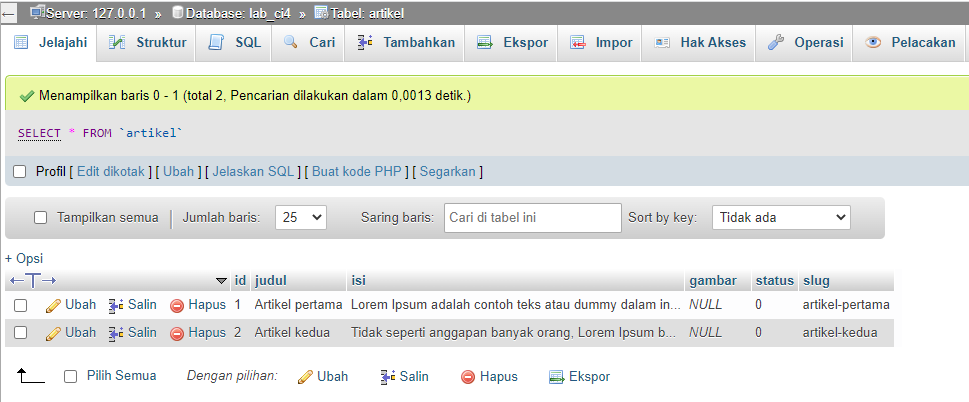 Server: 127.0.0.1 » Database: lab_ci4 » Tabel: artikel
Jelajahi Struktur SQL Cari Tambahkan Ekspor Impor Hak Akses Operasi Pelacakan
Menampilkan baris 0 - 1 (total 2, Pencarian dilakukan dalam 0,0013 detik.)
SELECT * FROM `artikel`
Profil [ Edit dikotak ] [ Ubah ] [ Jelaskan SQL ] [ Buat kode PHP ] [ Segarkan ]
Tampilkan semua | Jumlah baris: 25 Saring baris: Cari di tabel ini Sort by key: Tidak ada
+ Opsi
←T→ id judul isi gambar status slug
Ubah Salin Hapus 1 Artikel pertama Lorem Ipsum adalah contoh teks atau dummy dalam in... NULL 0 artikel-pertama
Ubah Salin Hapus 2 Artikel kedua Tidak seperti anggapan banyak orang, Lorem Ipsum b... NULL 0 artikel-kedua
Pilih Semua Dengan pilihan: Ubah Salin Hapus Ekspor